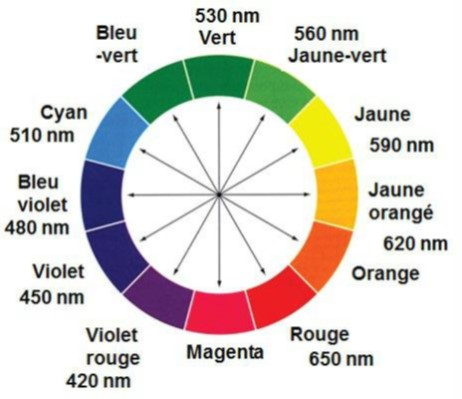 530 nm
Vert
560 nm
Jaune-vert
Jaune
590 nm
Jaune
orangé
620 nm
Orange
Rouge
650 nm
Magenta
Violet
rouge
420 nm
Violet
450 nm
Bleu
violet
480 nm
Cyan
510 nm
Bleu
-vert